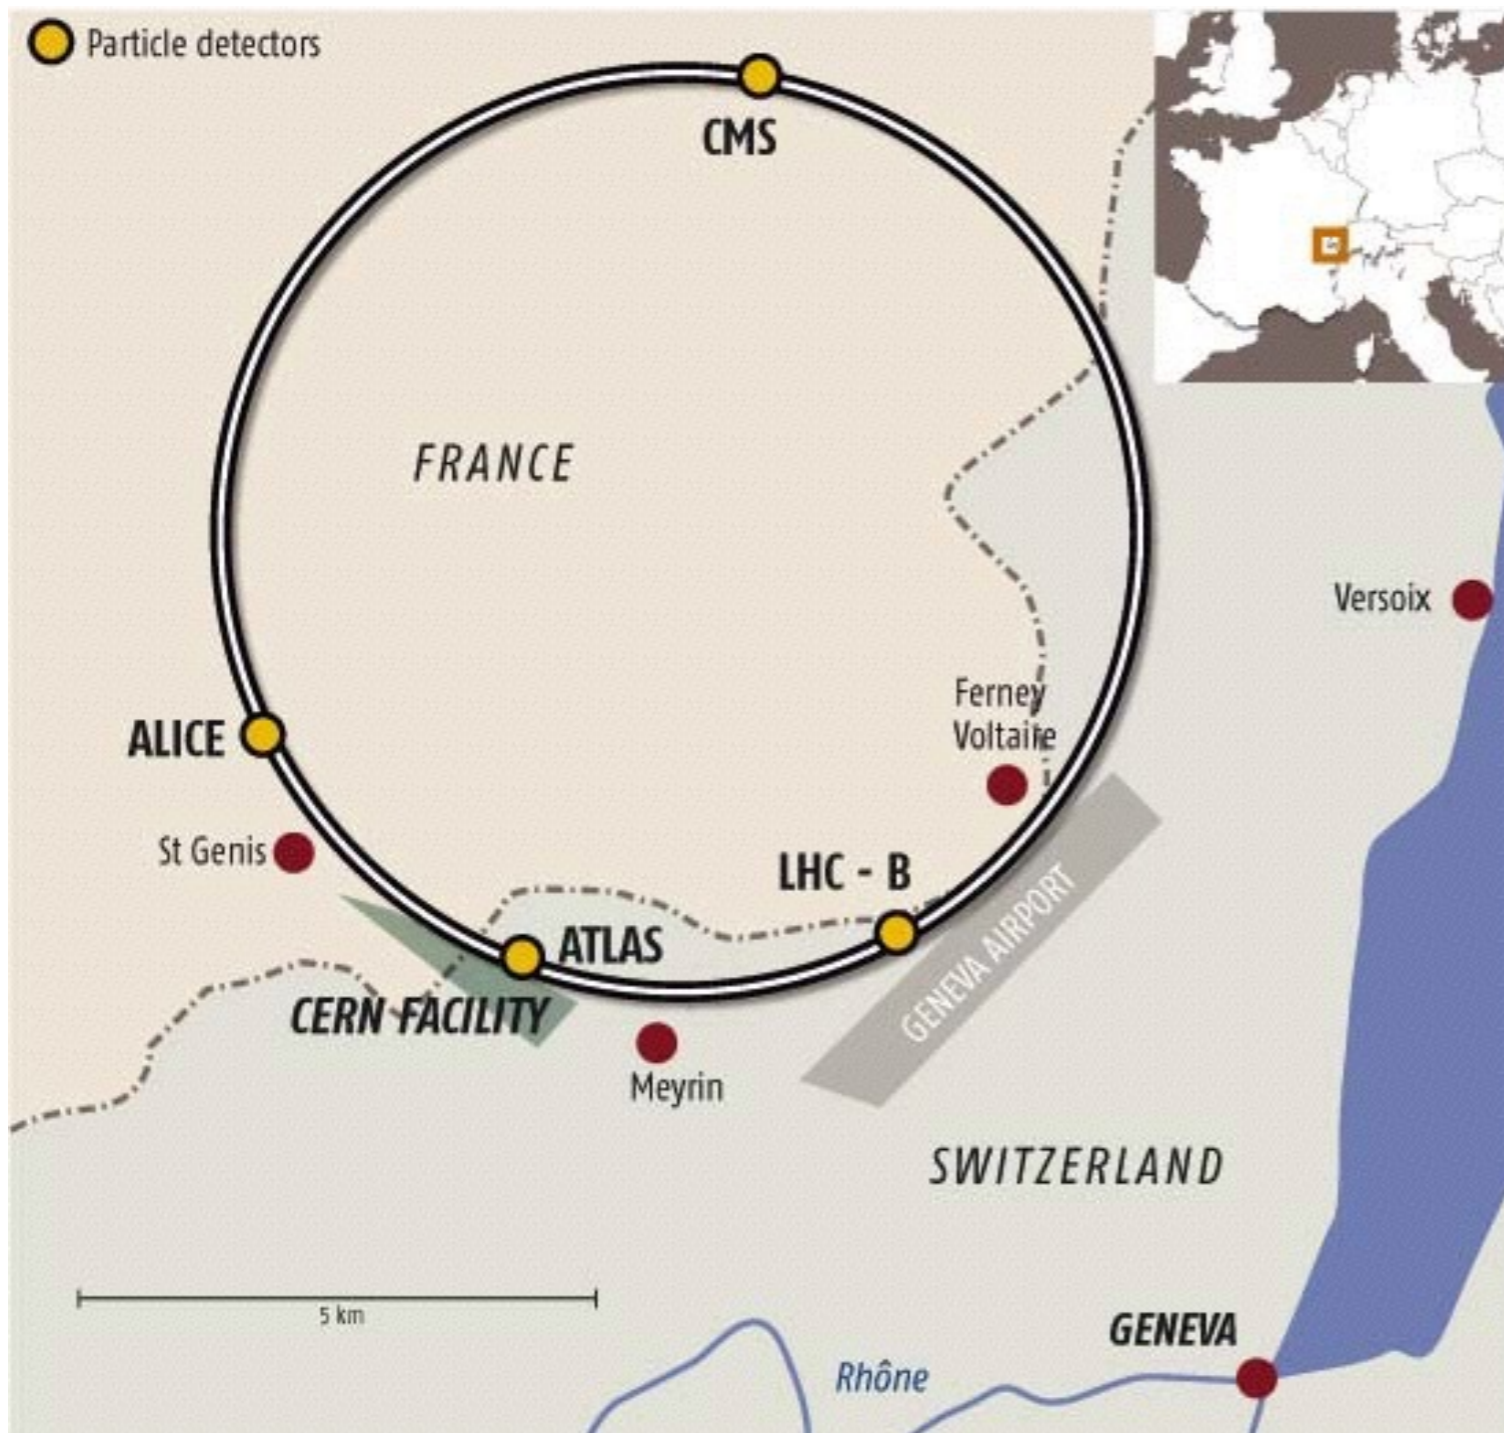 Particle detectors
CMS
FRANCE
Versoix
Ferney
Voltaire
ALICE
St Genis
LHC - B
ATLAS
GENEVA AIRPORT
CERN FACILITY
Meyrin
SWITZERLAND
5 km
GENEVA
Rhône